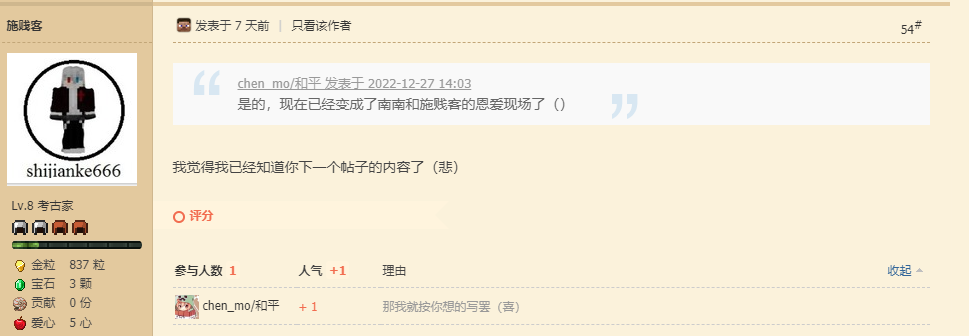 施贱客
发表于 7 天前 | 只看该作者
54#
chen_mo/和平 发表于 2022-12-27 14:03
是的，现在已经变成了南南和施贱客的恩爱现场了（）
shijianke666
我觉得我已经知道你下一个帖子的内容了（悲）
Lv.8 考古家
评分
金粒 837 粒
宝石 3 颗
贡献 0 份
爱心 5 心
参与人数 1 人气 +1 理由 收起
chen_mo/和平 + 1 那我就按你想的写罢（喜）